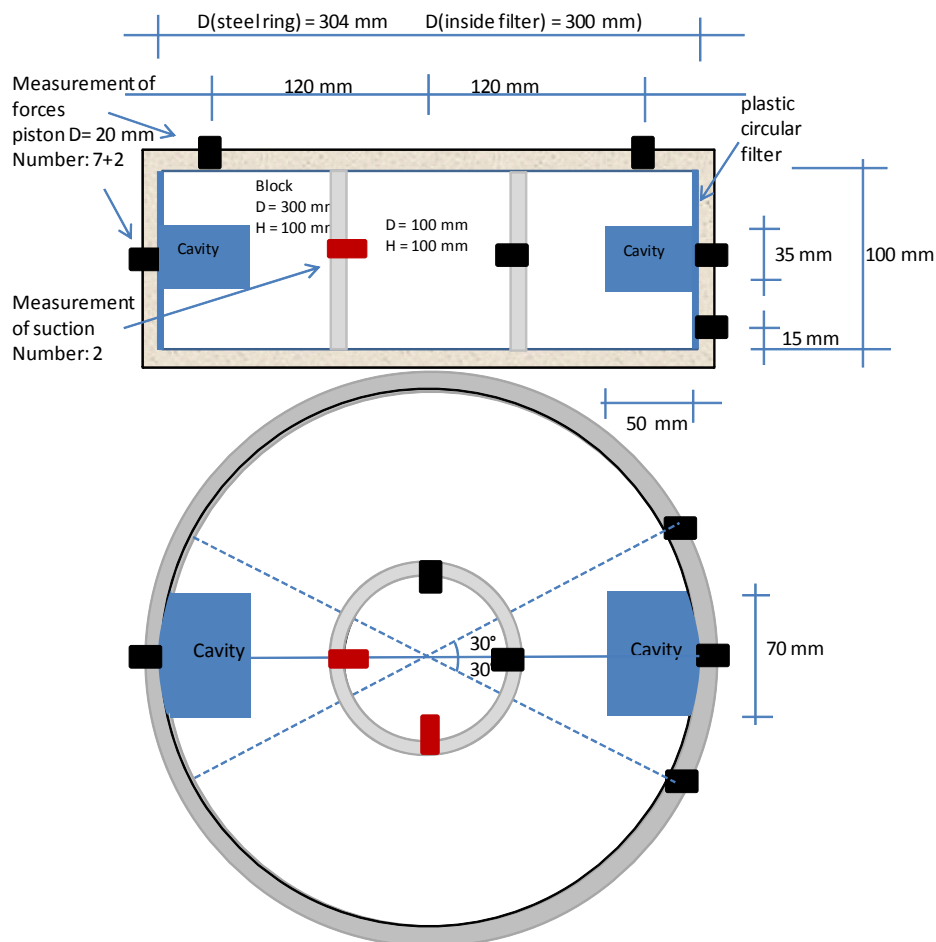 D(steel ring) = 304 mm D(inside filter) = 300 mm)
120 mm 120 mm
Measurement of
forces
piston D= 20 mm
Number: 7+2
plastic
circular
filter
Block
D = 300 mm
H = 100 mm
D = 100 mm
H = 100 mm
Cavity
Cavity
35 mm
100 mm
15 mm
Measurement
of suction
Number: 2
50 mm
30°
30°
Cavity
Cavity
70 mm